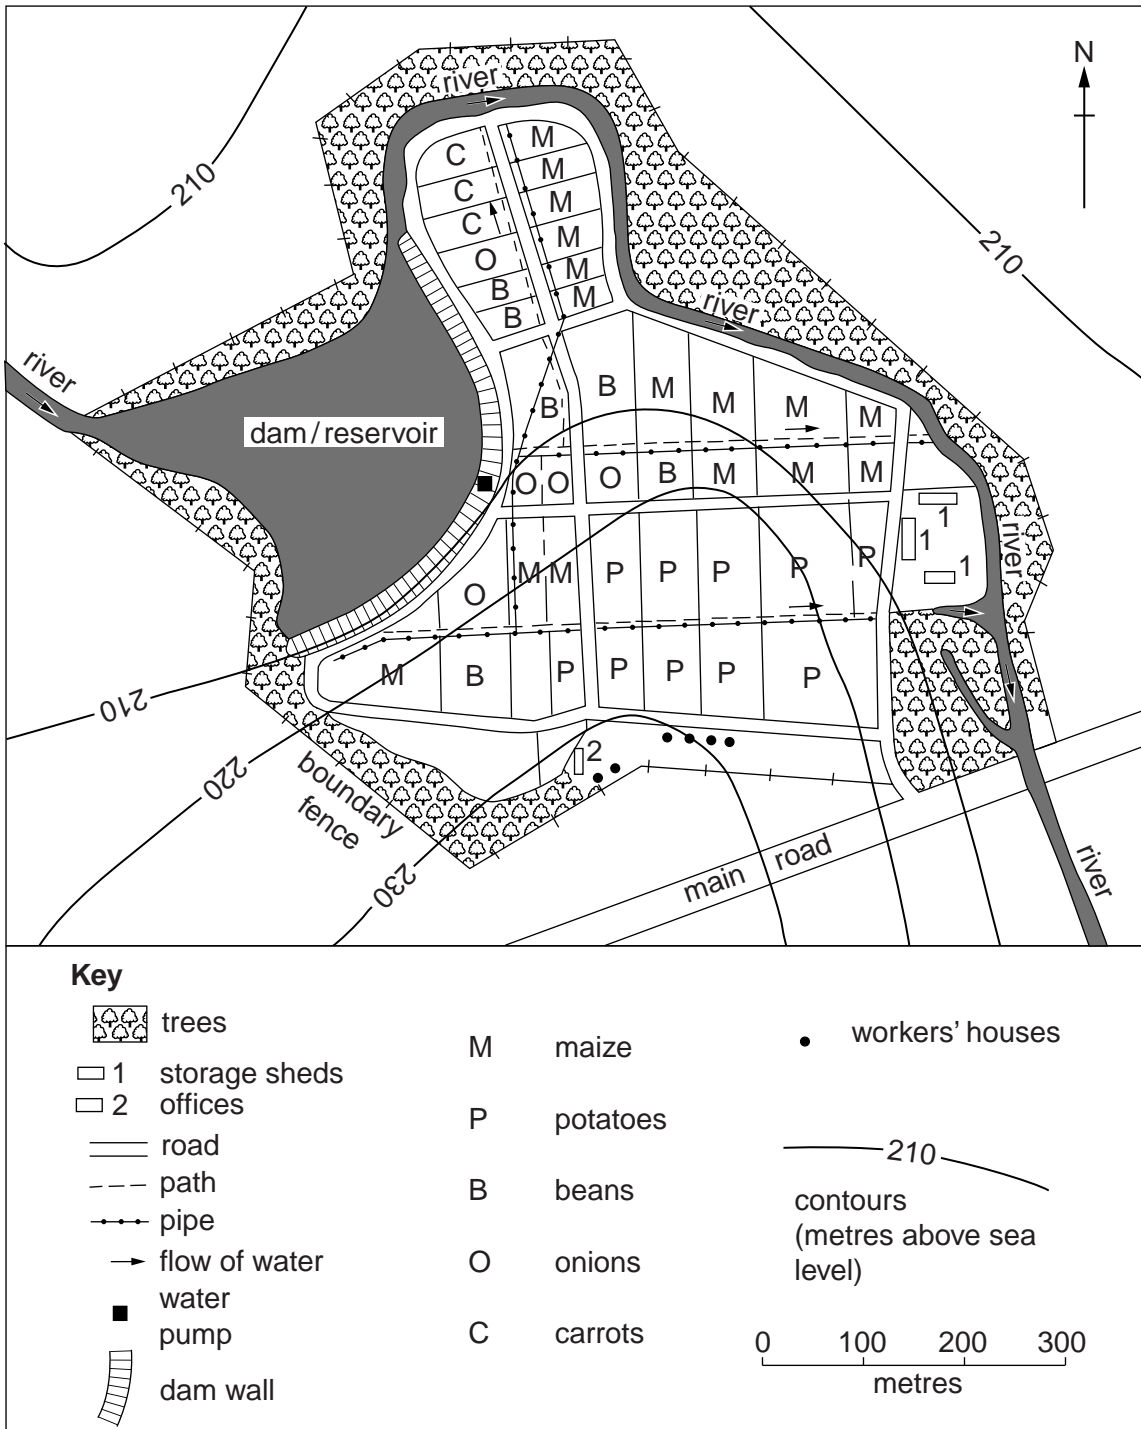 river
N
210
210
C
M
C
M
C
M
M
O
M
B
M
B
river
river
dam / reservoir
B
B
M
M
M
M
O
O
O
B
M
M
M
1
1
1
river
O
M
M
P
P
P
P
P
M
B
P
P
P
P
P
210
220
230
2
boundary
fence
main road
river
Key
trees
1 storage sheds
2 offices
road
path
pipe
flow of water
water
pump
dam wall
M maize
P potatoes
B beans
O onions
C carrots
workers' houses
210
contours
(metres above sea
level)
0 100 200 300
metres